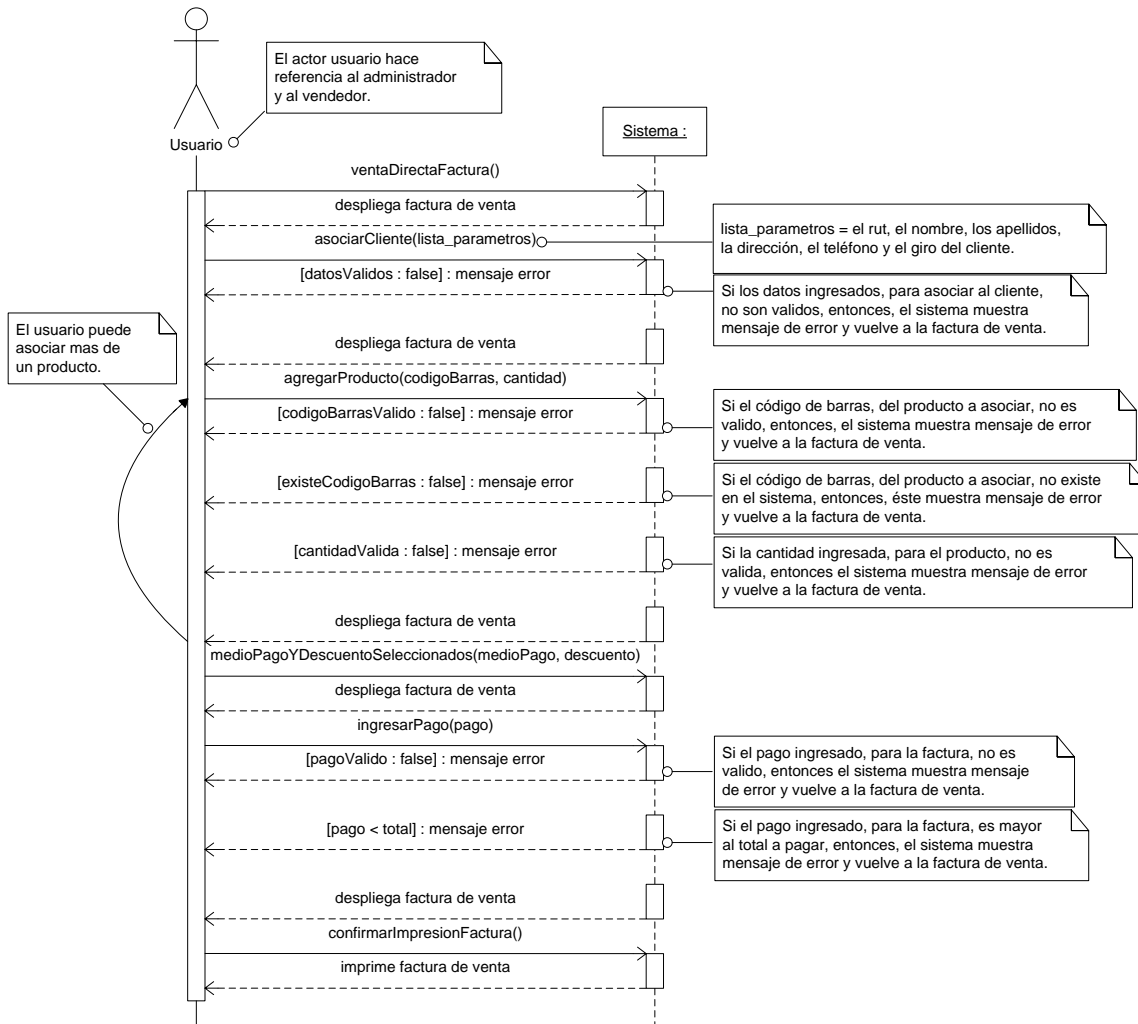 El actor usuario hace
referencia al administrador
y al vendedor.
Usuario
Sistema :
ventaDirectaFactura()
despliega factura de venta
asociarCliente(lista_parametros)
lista_parametros = el rut, el nombre, los apellidos,
la dirección, el teléfono y el giro del cliente.
[datosValidos : false] : mensaje error
Si los datos ingresados, para asociar al cliente,
no son validos, entonces, el sistema muestra
mensaje de error y vuelve a la factura de venta.
El usuario puede
asociar mas de
un producto.
despliega factura de venta
agregarProducto(codigoBarras, cantidad)
[codigoBarrasValido : false] : mensaje error
Si el código de barras, del producto a asociar, no es
valido, entonces, el sistema muestra mensaje de error
y vuelve a la factura de venta.
[existeCodigoBarras : false] : mensaje error
Si el código de barras, del producto a asociar, no existe
en el sistema, entonces, éste muestra mensaje de error
y vuelve a la factura de venta.
[cantidadValida : false] : mensaje error
Si la cantidad ingresada, para el producto, no es
valida, entonces el sistema muestra mensaje de error
y vuelve a la factura de venta.
despliega factura de venta
medioPagoYDescuentoSeleccionados(medioPago, descuento)
despliega factura de venta
ingresarPago(pago)
[pagoValido : false] : mensaje error
Si el pago ingresado, para la factura, no es
valido, entonces el sistema muestra mensaje
de error y vuelve a la factura de venta.
[pago < total] : mensaje error
Si el pago ingresado, para la factura, es mayor
al total a pagar, entonces, el sistema muestra
mensaje de error y vuelve a la factura de venta.
despliega factura de venta
confirmarImpresionFactura()
imprime factura de venta